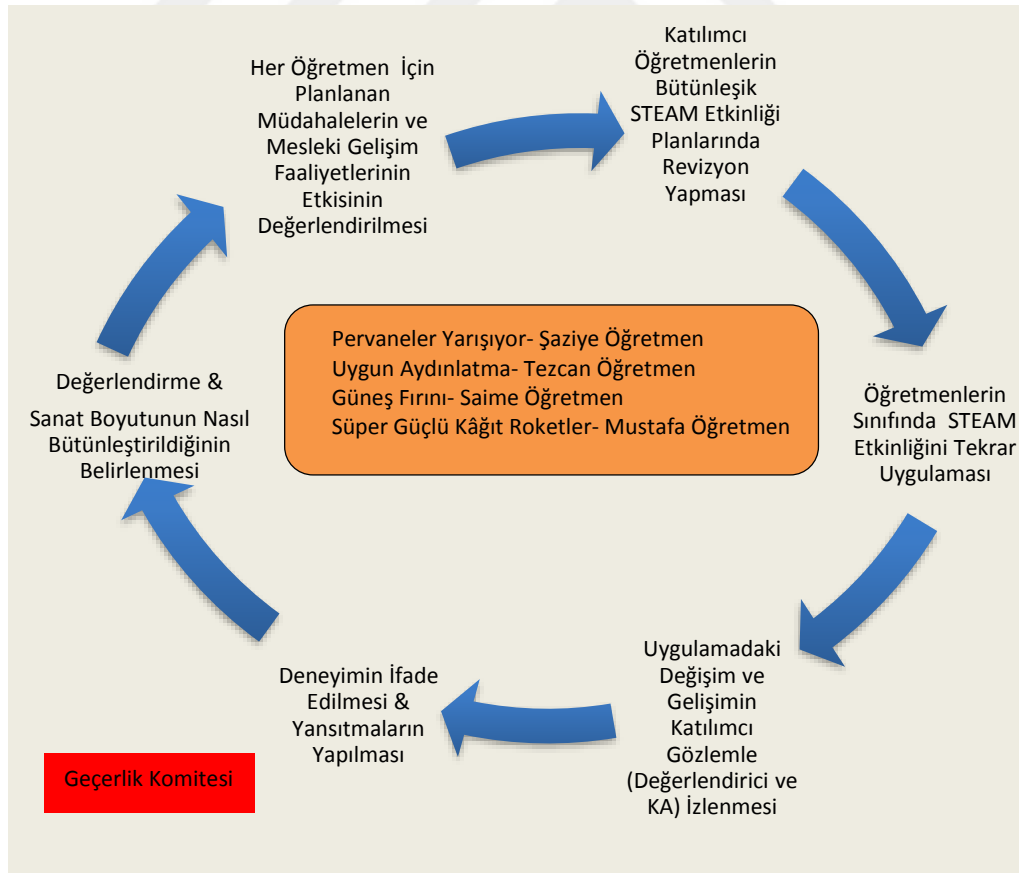 Her Öğretmen İçin
Planlanan
Müdahalelerin ve
Mesleki Gelişim
Faaliyetlerinin
Etkisinin
Değerlendirilmesi
Katılımcı
Öğretmenlerin
Bütünleşik
STEAM Etkinliği
Planlarında
Revizyon
Yapması
Öğretmenlerin
Sınıfında STEAM
Etkinliğini Tekrar
Uygulaması
Uygulamadaki
Değişim ve
Gelişimin
Katılımcı
Gözlemle
(Değerlendirici ve
KA) İzlenmesi
Deneyimin İfade
Edilmesi &
Yansıtmaların
Yapılması
Değerlendirme &
Sanat Boyutunun Nasıl
Bütünleştirildiğinin
Belirlenmesi
Pervaneler Yarışıyor- Şaziye Öğretmen
Uygun Aydınlatma- Tezcan Öğretmen
Güneş Fırını- Saime Öğretmen
Süper Güçlü Kâğıt Roketler- Mustafa Öğretmen
Geçerlik Komitesi